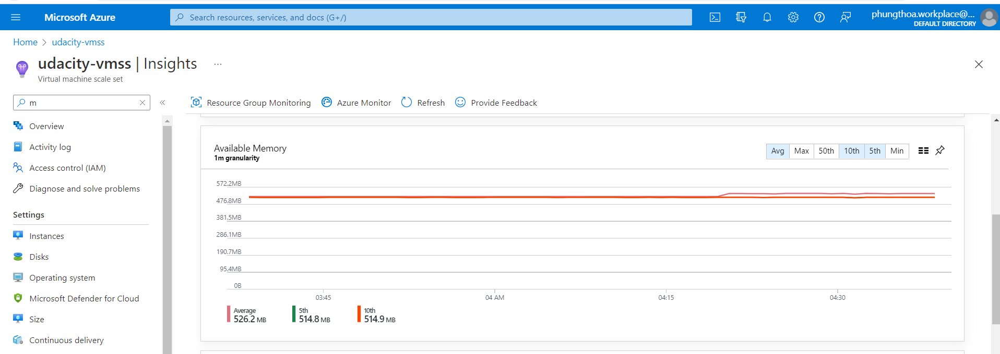 Microsoft Azure
Search resources, services, and docs (G+/)
phungthoa.workplace@...
DEFAULT DIRECTORY
Home > udacity-vmss
udacity-vmss | Insights ...
Virtual machine scale set
m
Resource Group Monitoring Azure Monitor Refresh Provide Feedback
Overview
Activity log
Access control (IAM)
Diagnose and solve problems
Settings
Instances
Disks
Operating system
Microsoft Defender for Cloud
Size
Continuous delivery
Available Memory
1m granularity
Avg Max 50th 10th 5th Min
572.2MB
476.8MB
381.5MB
286.1MB
190.7MB
95.4MB
0B
03:45 04 AM 04:15 04:30
Average 5th 10th
526.2 MB 514.8 MB 514.9 MB